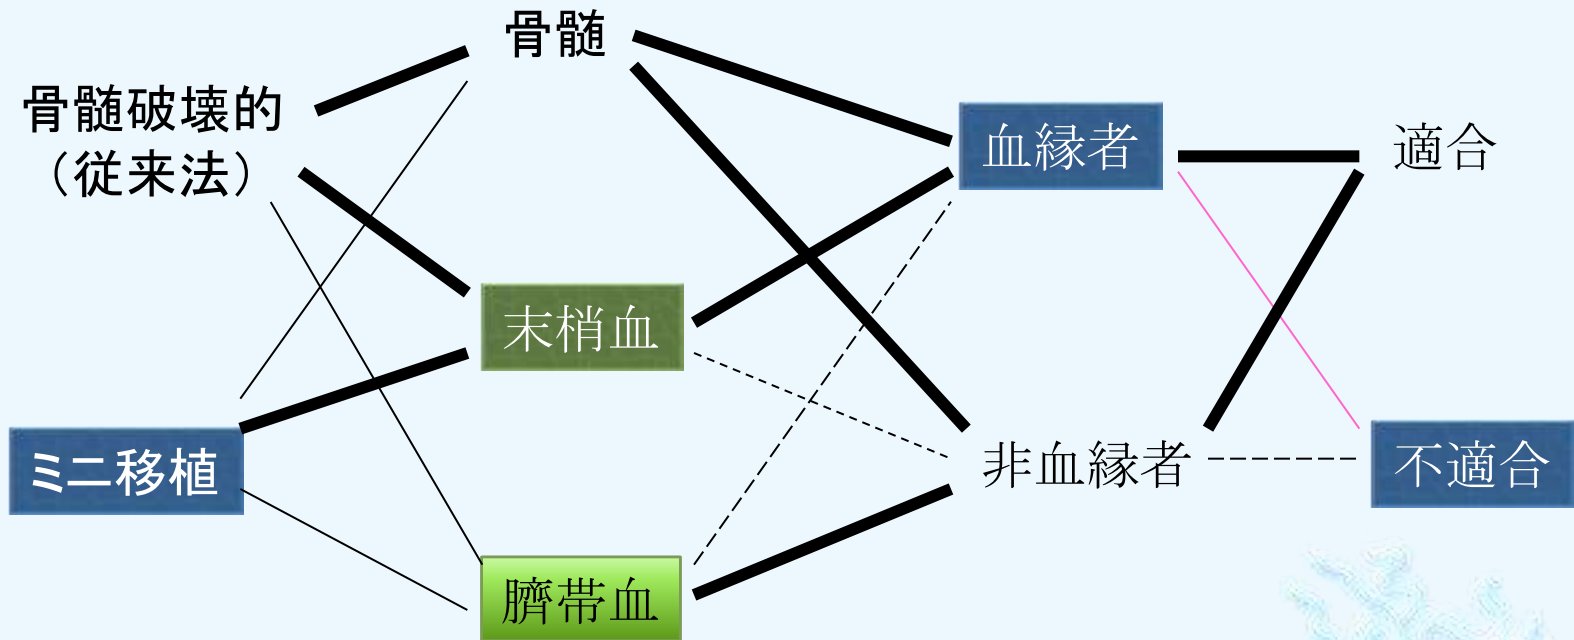 骨髄破壊的
（従来法）
ミニ移植
骨髄
末梢血
臍帯血
血縁者
非血縁者
適合
不適合